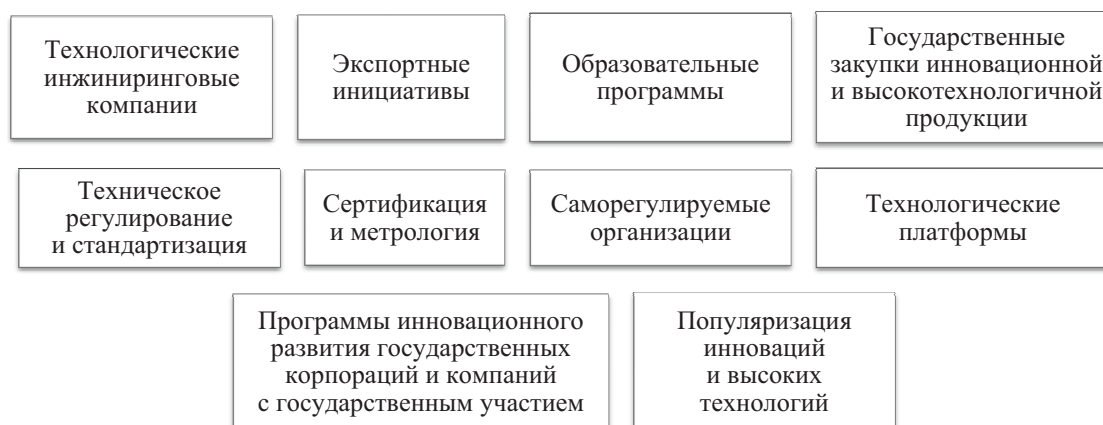 Технологические
инжиниринговые
компании
Экспортные
инициативы
Образовательные
программы
Государственные
закупки инновационной
и высокотехнологичной
продукции
Техническое
регулирование
и стандартизация
Сертификация
и метрология
Саморегулируемые
организации
Технологические
платформы
Программы инновационного
развития государственных
корпораций и компаний
с государственным участием
Популяризация
инноваций
и высоких
технологий